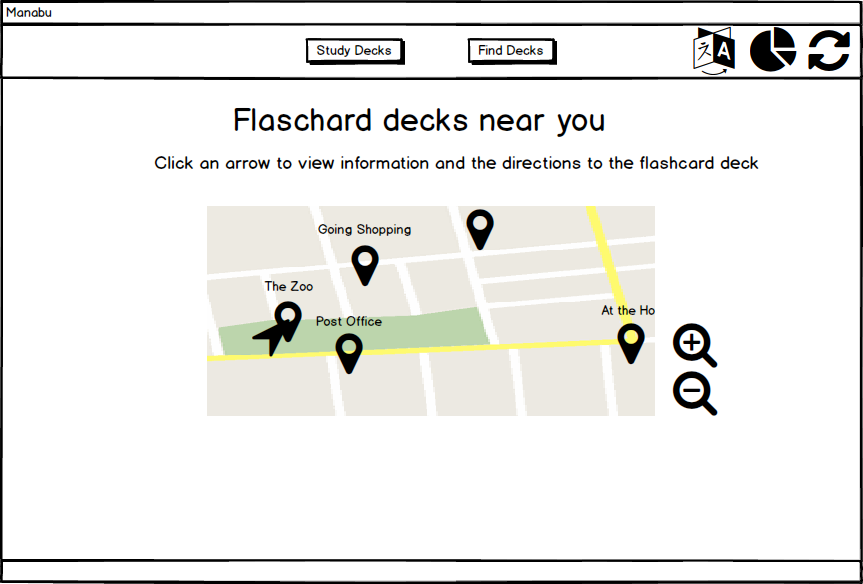 Manabu
Study Decks
Find Decks
文 A
Flaschard decks near you
Click an arrow to view information and the directions to the flashcard deck
Going Shopping
The Zoo
Post Office
At the Ho